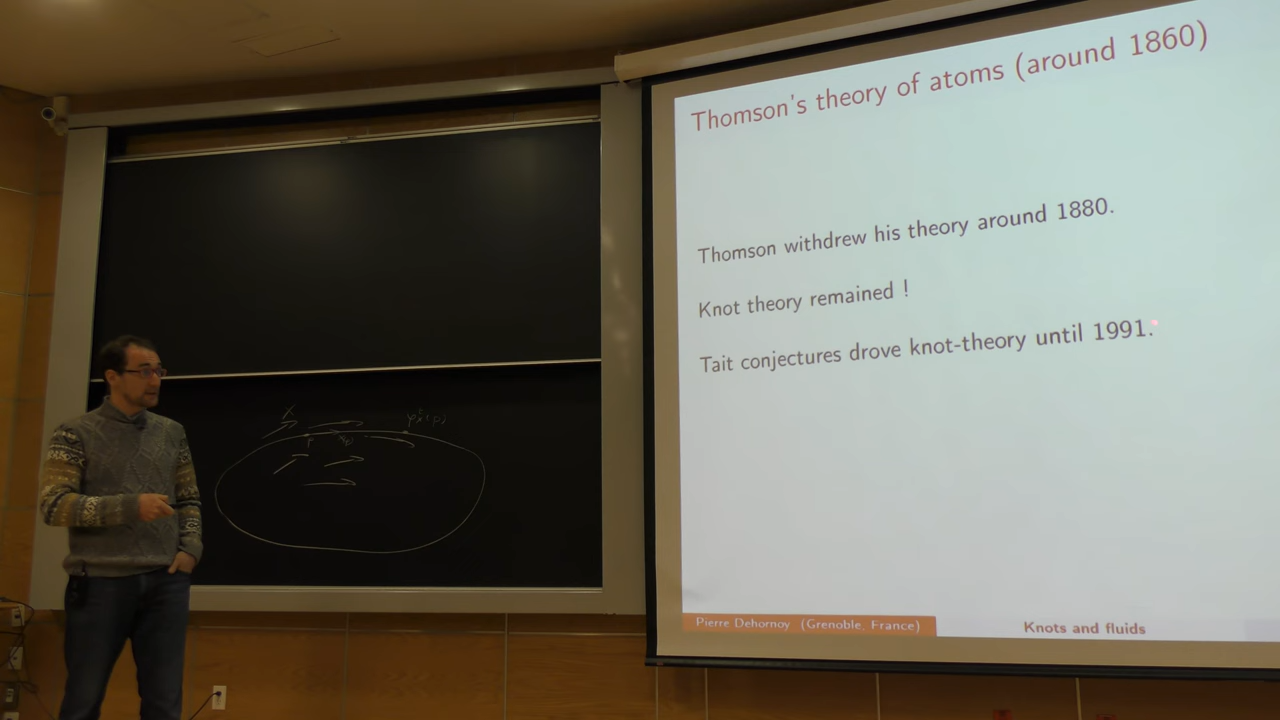 Thomson's theory of atoms (around 1860)
Thomson withdrew his theory around 1880.
Knot theory remained !
Tait conjectures drove knot-theory until 1991.
Pierre Dehornoy (Grenoble, France)
Knots and fluids
X
p